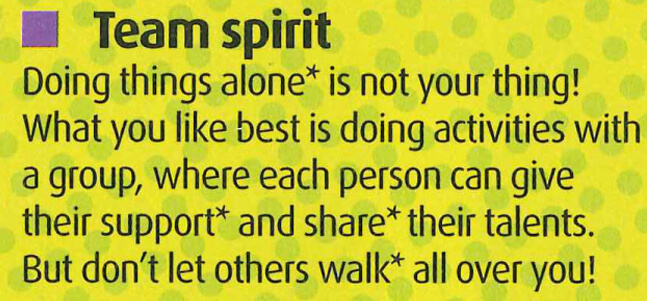 Team spirit
Doing things alone* is not your thing!
What you like best is doing activities with
a group, where each person can give
their support* and share* their talents.
But don't let others walk* all over you!